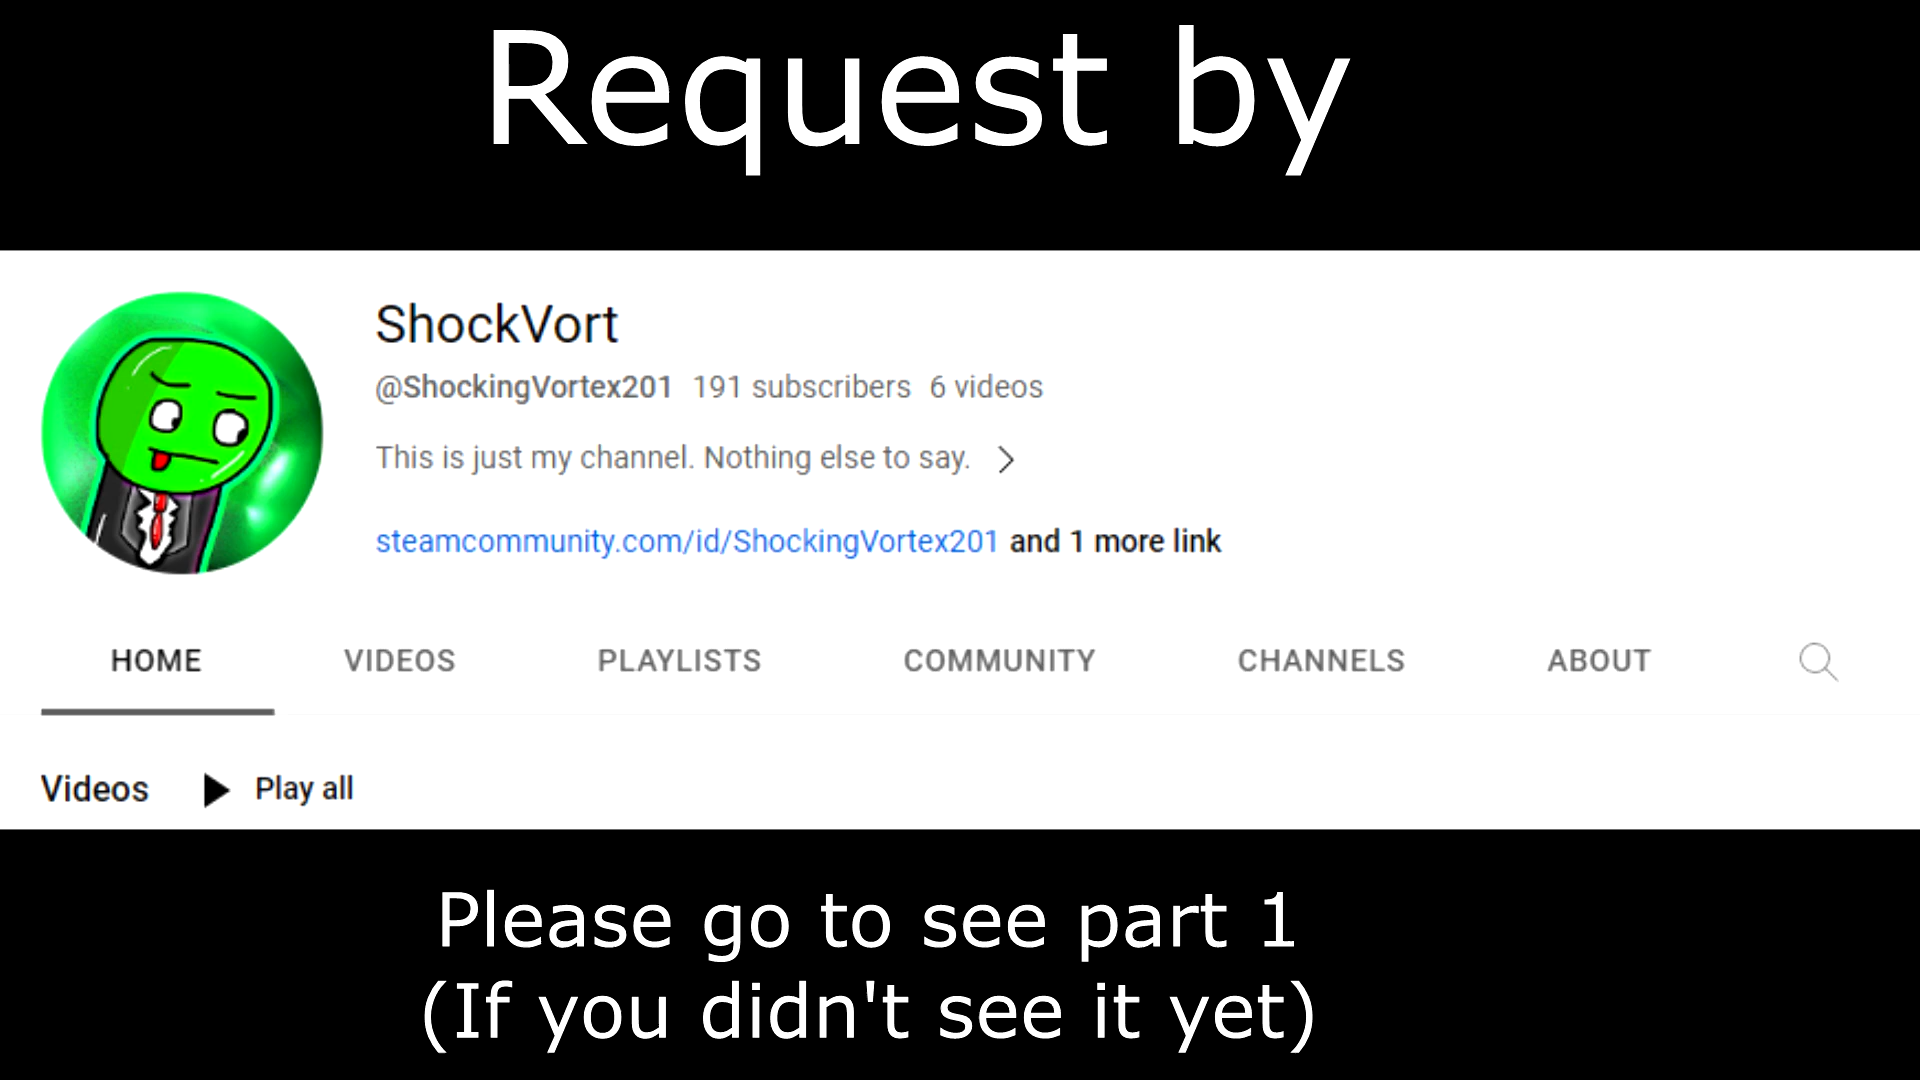 Request by
ShockVort
@ShockingVortex201 191 subscribers 6 videos
This is just my channel. Nothing else to say.
steamcommunity.com/id/ShockingVortex201 and 1 more link
HOME VIDEOS PLAYLISTS COMMUNITY CHANNELS ABOUT
Videos Play all
Please go to see part 1
(If you didn't see it yet)